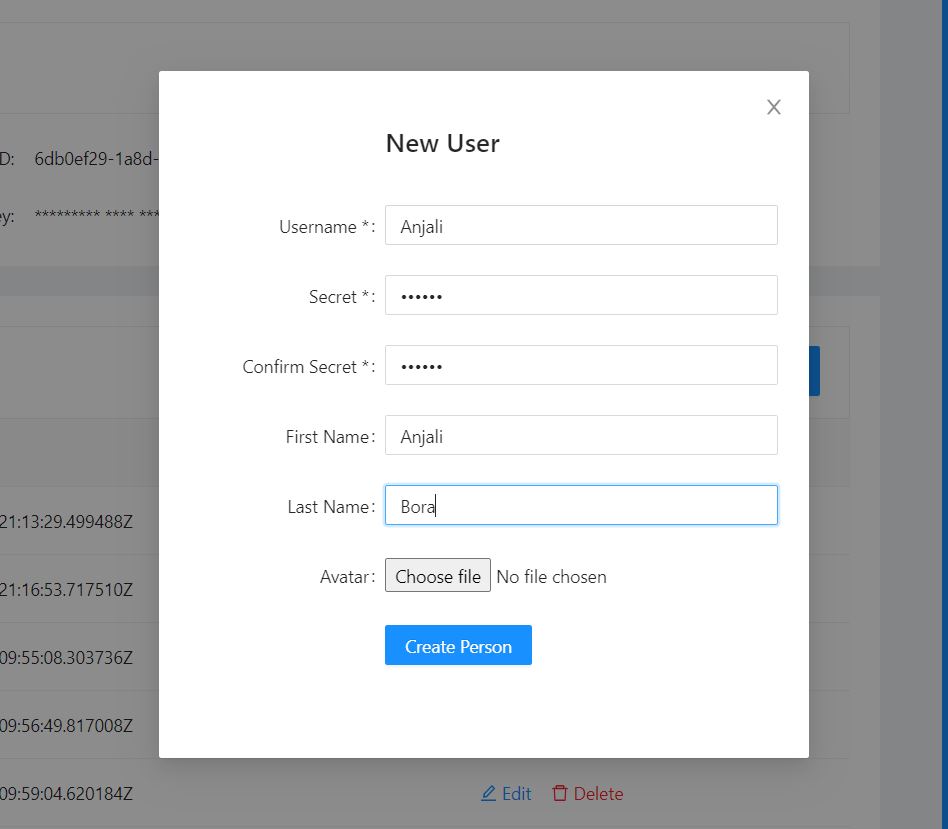 New User
D: 6db0ef29-1a8d-
ey: ********* **** ***
Username *: Anjali
Secret *: ••••••
Confirm Secret *: ••••••
First Name: Anjali
Last Name: Bora
21:13:29.499488Z
21:16:53.717510Z
Avatar: Choose file No file chosen
Create Person
09:55:08.303736Z
09:56:49.817008Z
09:59:04.620184Z Edit Delete